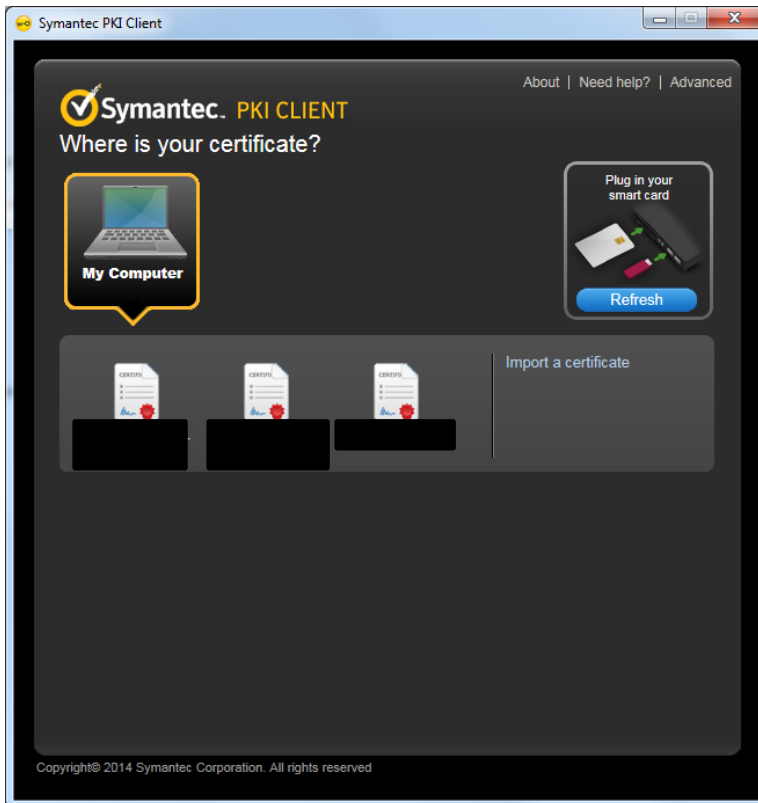 Symantec PKI Client
About | Need help? | Advanced
Symantec. PKI CLIENT
Where is your certificate?
Plug in your
smart card
My Computer
Refresh
Import a certificate
Copyright© 2014 Symantec Corporation. All rights reserved